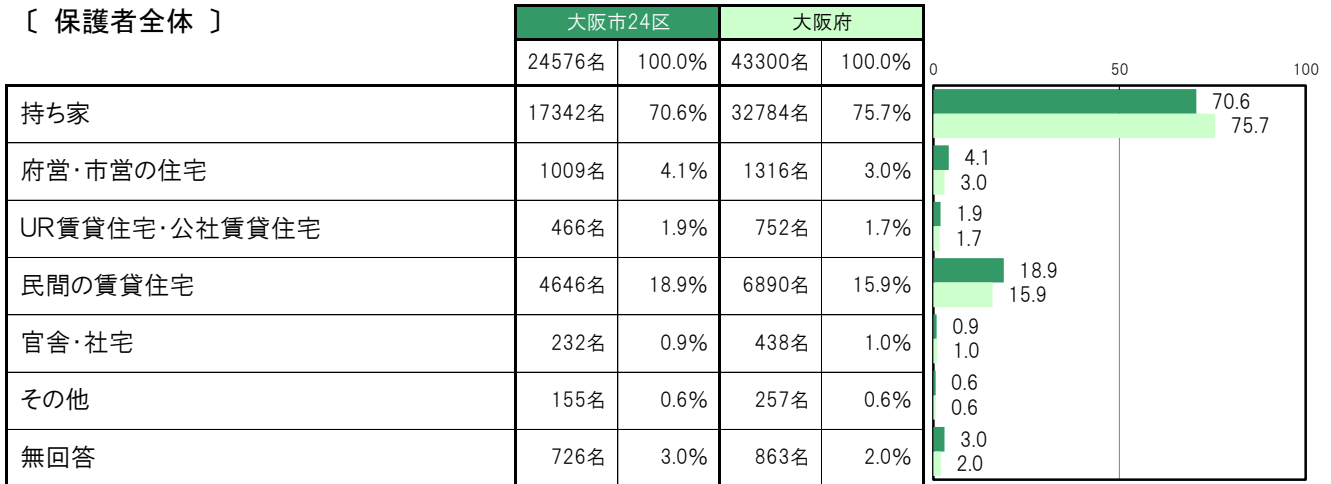 〔 保護者全体 〕
大阪市24区 大阪府
24576名 100.0% 43300名 100.0%
0 50 100
持ち家 17342名 70.6% 32784名 75.7% 70.6
75.7
府営・市営の住宅 1009名 4.1% 1316名 3.0% 4.1
3.0
UR賃貸住宅・公社賃貸住宅 466名 1.9% 752名 1.7% 1.9
1.7
民間の賃貸住宅 4646名 18.9% 6890名 15.9% 18.9
15.9
官舎・社宅 232名 0.9% 438名 1.0% 0.9
1.0
その他 155名 0.6% 257名 0.6% 0.6
0.6
無回答 726名 3.0% 863名 2.0% 3.0
2.0